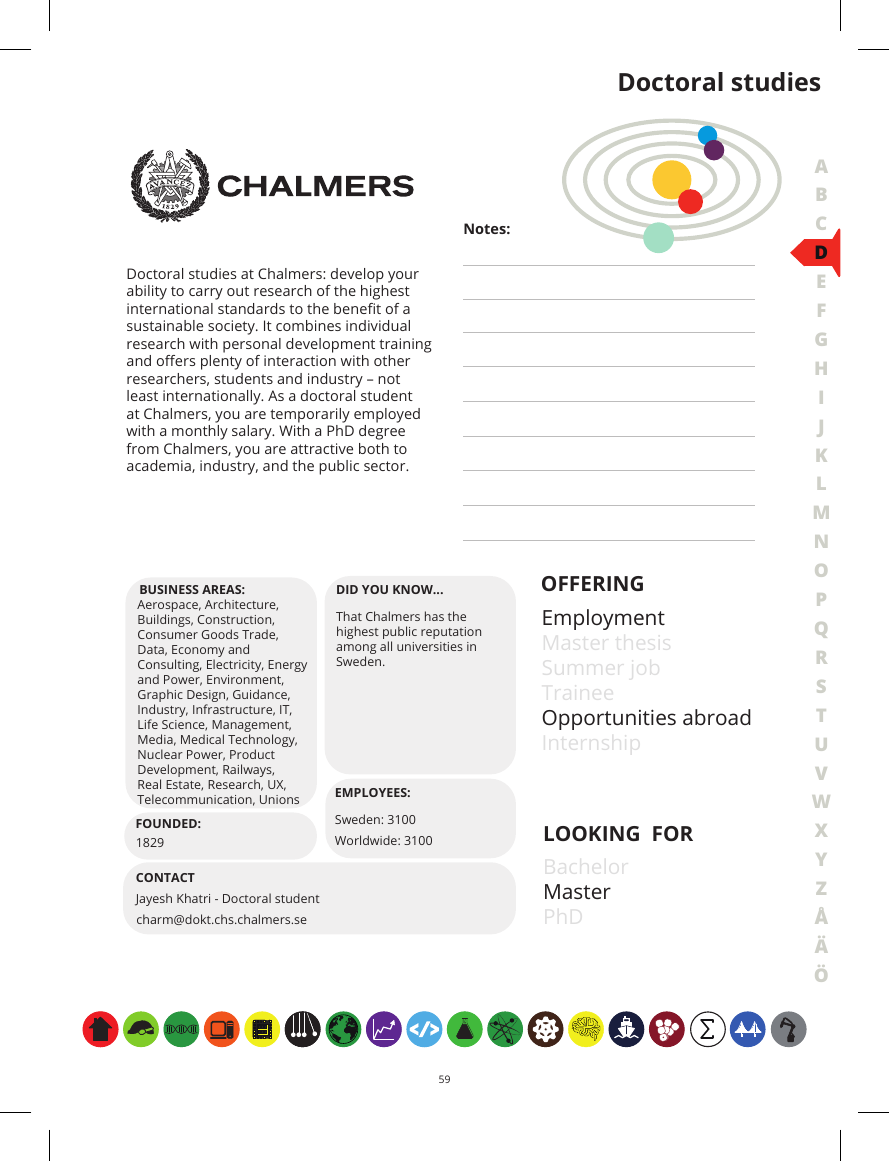 Doctoral studies
AVANCEZ
1829
CHALMERS
Notes:
Doctoral studies at Chalmers: develop your
ability to carry out research of the highest
international standards to the benefit of a
sustainable society. It combines individual
research with personal development training
and offers plenty of interaction with other
researchers, students and industry – not
least internationally. As a doctoral student
at Chalmers, you are temporarily employed
with a monthly salary. With a PhD degree
from Chalmers, you are attractive both to
academia, industry, and the public sector.
BUSINESS AREAS:
Aerospace, Architecture,
Buildings, Construction,
Consumer Goods Trade,
Data, Economy and
Consulting, Electricity, Energy
and Power, Environment,
Graphic Design, Guidance,
Industry, Infrastructure, IT,
Life Science, Management,
Media, Medical Technology,
Nuclear Power, Product
Development, Railways,
Real Estate, Research, UX,
Telecommunication, Unions
FOUNDED:
1829
DID YOU KNOW...
That Chalmers has the
highest public reputation
among all universities in
Sweden.
EMPLOYEES:
Sweden: 3100
Worldwide: 3100
CONTACT
Jayesh Khatri - Doctoral student
charm@dokt.chs.chalmers.se
OFFERING
Employment
Master thesis
Summer job
Trainee
Opportunities abroad
Internship
LOOKING FOR
Bachelor
Master
PhD
A
B
C
D
E
F
G
H
I
J
K
L
M
N
O
P
Q
R
S
T
U
V
W
X
Y
Z
Å
Ä
Ö
</>
Σ
59